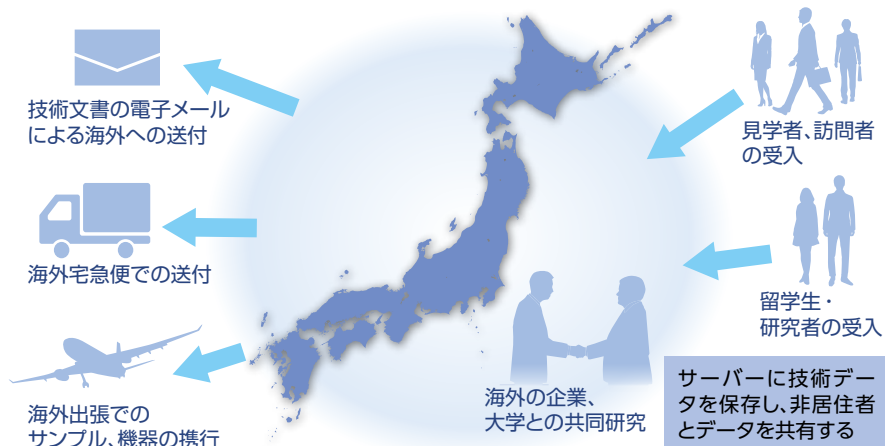 技術文書の電子メール
による海外への送付
海外宅急便での送付
海外出張での
サンプル、機器の携行
見学者、訪問者
の受入
留学生・
研究者の受入
海外の企業、
大学との共同研究
サーバーに技術デー
タを保存し、非居住者
とデータを共有する